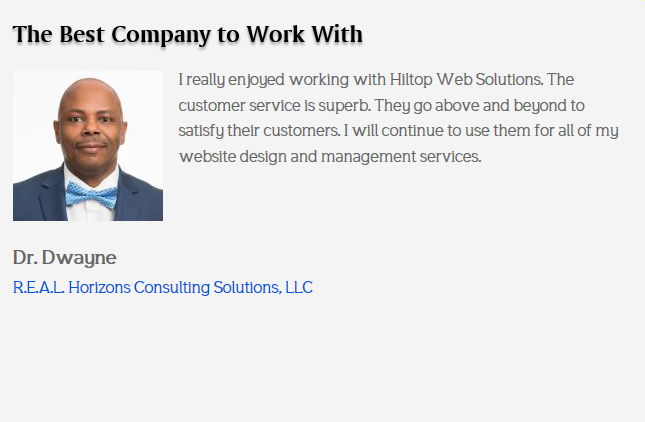 The Best Company to Work With
I really enjoyed working with Hiltop Web Solutions. The
customer service is superb. They go above and beyond to
satisfy their customers. I will continue to use them for all of my
website design and management services.
Dr. Dwayne
R.E.A.L. Horizons Consulting Solutions, LLC